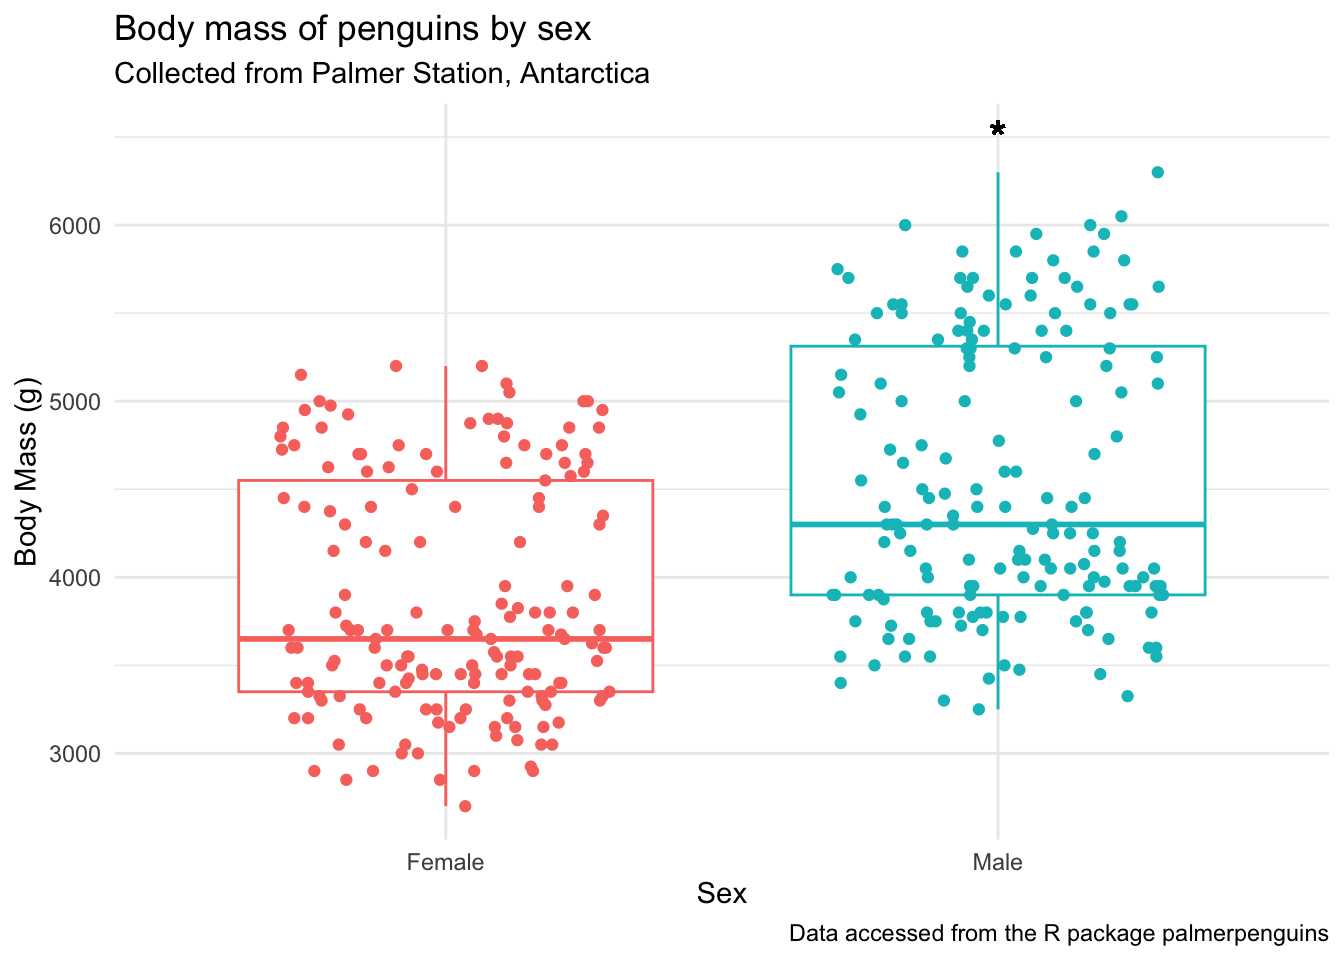 Body mass of penguins by sex
Collected from Palmer Station, Antarctica
*
6000
5000
4000
3000
Body Mass (g)
Female
Male
Sex
Data accessed from the R package palmerpenguins